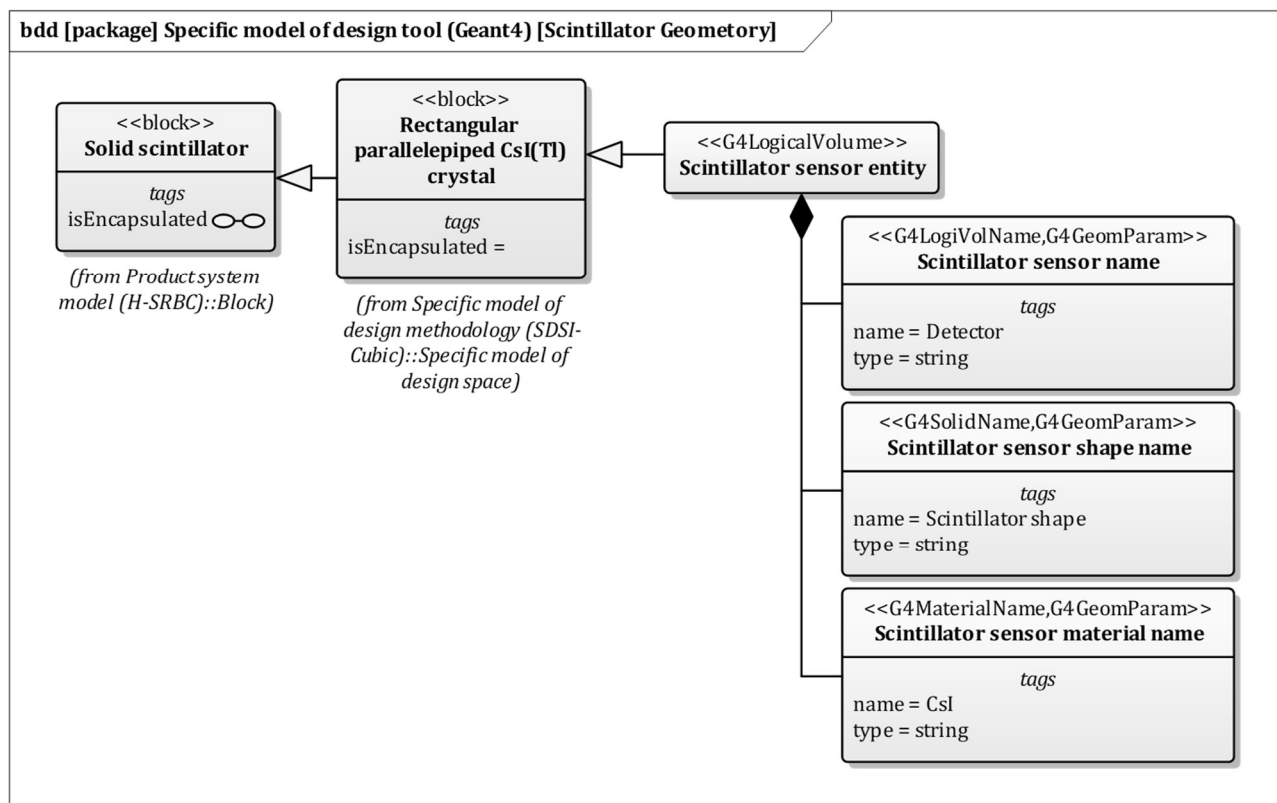 bdd [package] Specific model of design tool (Geant4) [Scintillator Geometory]
<<block>>
Solid scintillator
tags
isEncapsulated
(from Product system
model (H-SRBC)::Block)
<<block>>
Rectangular
parallelepiped CsI(Tl)
crystal
tags
isEncapsulated =
(from Specific model of
design methodology (SDSI-
Cubic)::Specific model of
design space)
<<G4LogicalVolume>>
Scintillator sensor entity
<<G4LogiVolName,G4GeomParam>>
Scintillator sensor name
tags
name = Detector
type = string
<<G4SolidName,G4GeomParam>>
Scintillator sensor shape name
tags
name = Scintillator shape
type = string
<<G4MaterialName,G4GeomParam>>
Scintillator sensor material name
tags
name = CsI
type = string